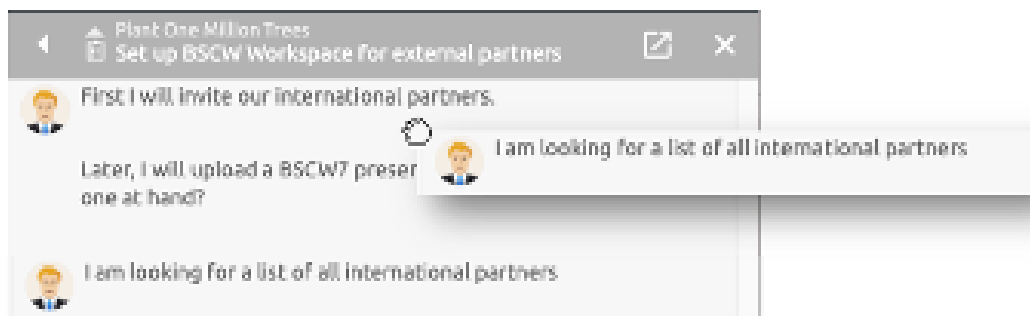 Plant One Million Trees
Set up BSCW Workspace for external partners
First I will invite our international partners.
I am looking for a list of all international partners
Later, I will upload a BSCW7 presen
one at hand?
I am looking for a list of all international partners